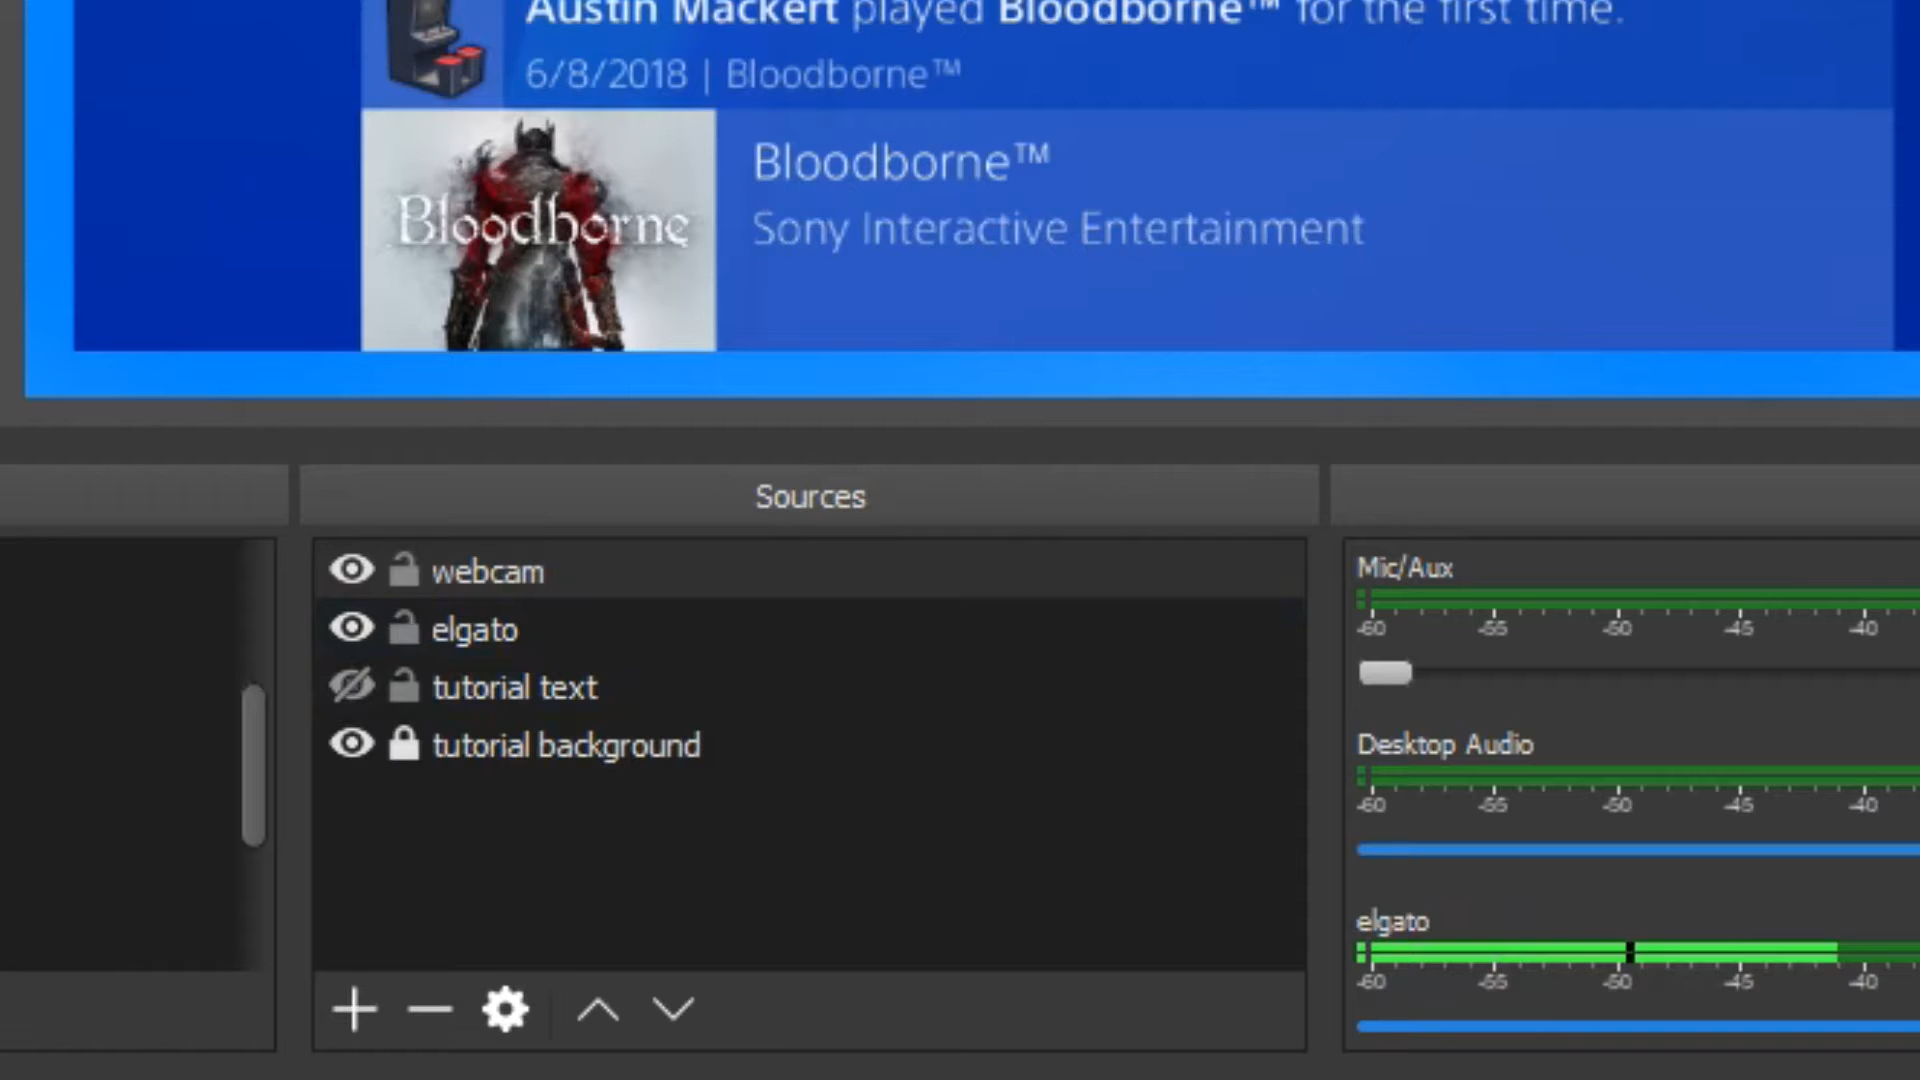 Austin Mackert played Bloodborne™ for the first time.
6/8/2018 | Bloodborne™
Bloodborne
Bloodborne™
Sony Interactive Entertainment
Sources
webcam
elgato
tutorial text
tutorial background
Mic/Aux
-60 -55 -50 -45 -40
Desktop Audio
-60 -55 -50 -45 -40
elgato
-60 -55 -50 -45 -40